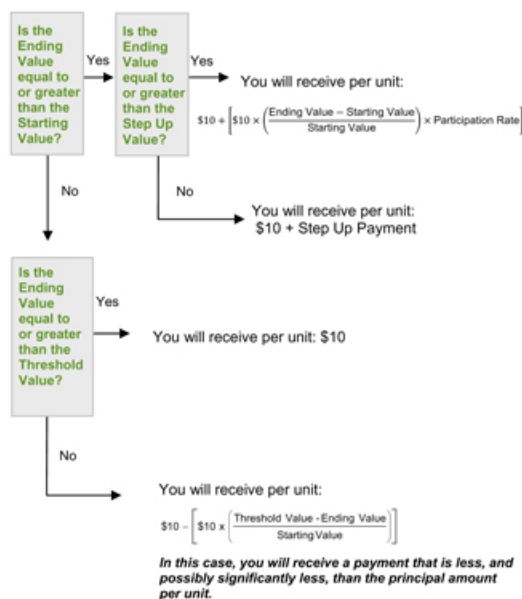 Is the
Ending
Value
equal to
or greater
than the
Starting
Value?
Yes
Is the
Ending
Value
equal to
or greater
than the
Step Up
Value?
Yes
You will receive per unit:
$10 + [$10 × (Ending Value – Starting Value / Starting Value) × Participation Rate]
No
No
You will receive per unit:
$10 + Step Up Payment
Is the
Ending
Value
equal to
or greater
than the
Threshold
Value?
Yes
You will receive per unit: $10
No
You will receive per unit:
$10 – [$10 x (Threshold Value - Ending Value / Starting Value)]
In this case, you will receive a payment that is less, and
possibly significantly less, than the principal amount
per unit.